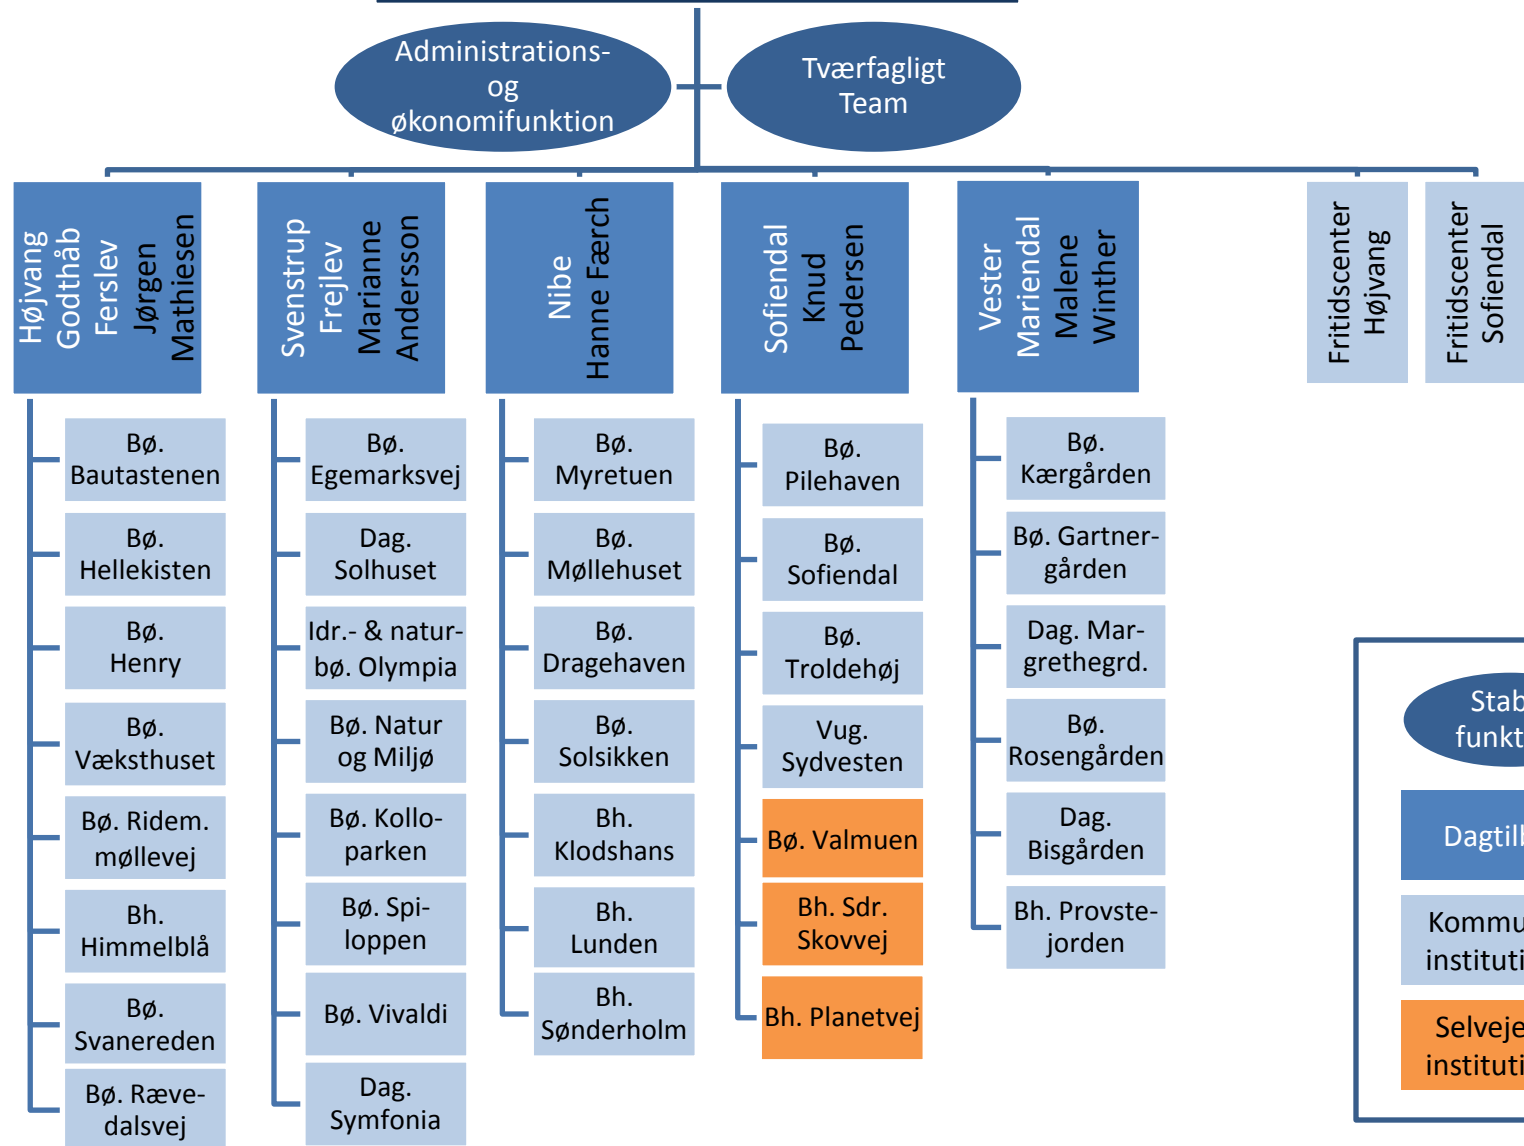 Administrations-
og
økonomifunktion
Tværfagligt
Team
Højvang
Godthåb
Ferslev
Jørgen
Mathiesen
Svenstrup
Frejlev
Marianne
Andersson
Nibe
Hanne Færch
Sofiendal
Knud
Pedersen
Vester
Mariendal
Malene
Winther
Fritidscenter
Højvang
Fritidscenter
Sofiendal
Bø.
Bautastenen
Bø.
Hellekisten
Bø.
Henry
Bø.
Væksthuset
Bø. Ridem.
møllevej
Bh.
Himmelblå
Bø.
Svanereden
Bø. Ræve-
dalsvej
Bø.
Egemarksvej
Dag.
Solhuset
Idr.- & natur-
bø. Olympia
Bø. Natur
og Miljø
Bø. Kollo-
parken
Bø. Spi-
loppen
Bø. Vivaldi
Dag.
Symfonia
Bø.
Myretuen
Bø.
Møllehuset
Bø.
Dragehaven
Bø.
Solsikken
Bh.
Klodshans
Bh.
Lunden
Bh.
Sønderholm
Bø.
Pilehaven
Bø.
Sofiendal
Bø.
Troldehøj
Vug.
Sydvesten
Bø. Valmuen
Bh. Sdr.
Skovvej
Bh. Planetvej
Bø.
Kærgården
Bø. Gartner-
gården
Dag. Mar-
grethegrd.
Bø.
Rosengården
Dag.
Bisgården
Bh. Provste-
jorden